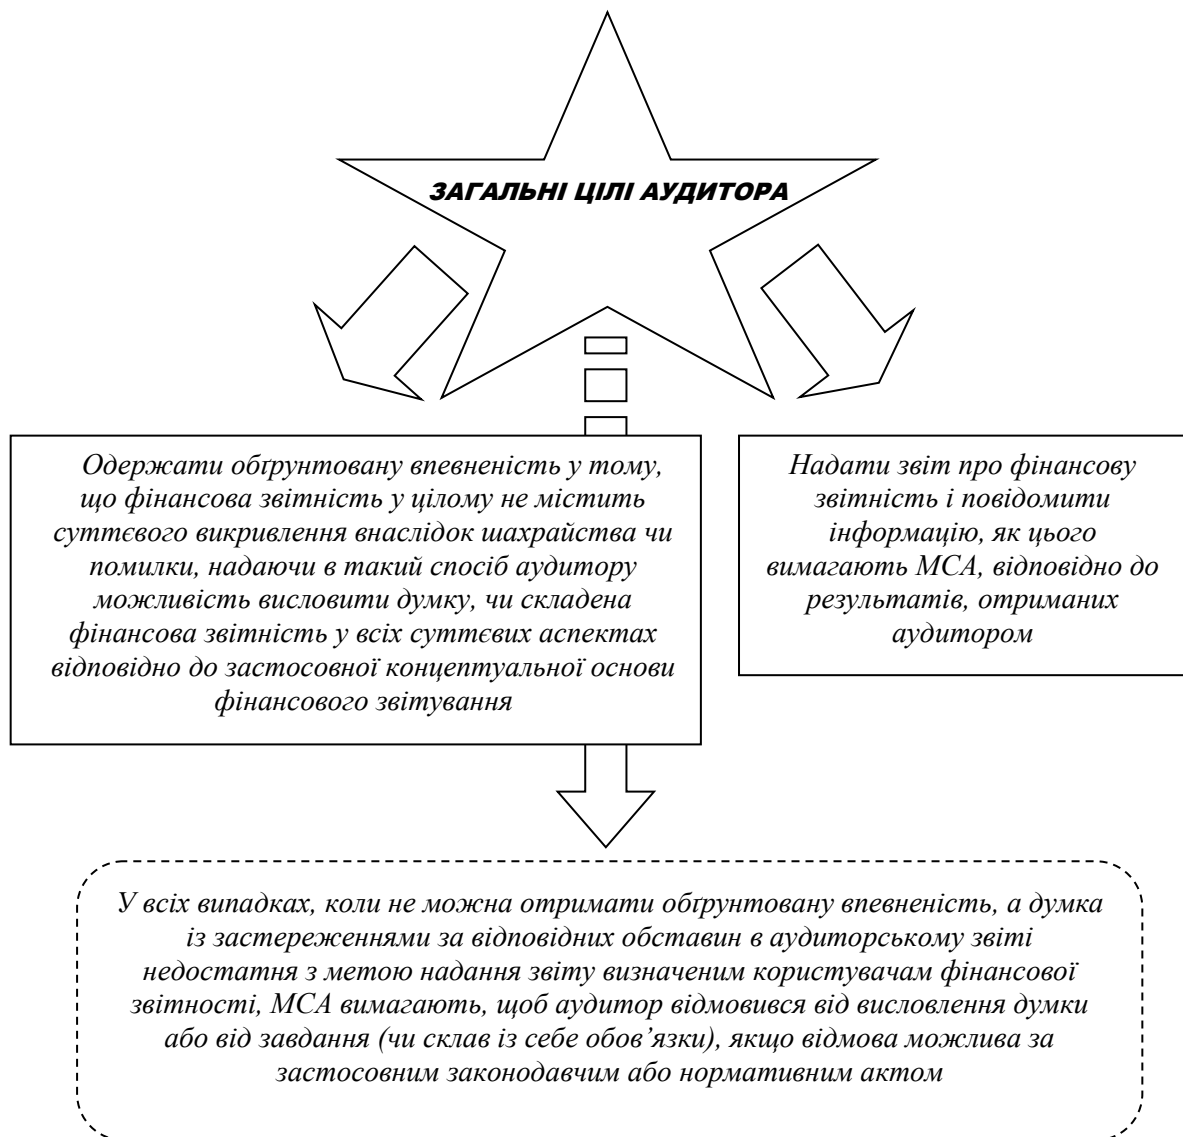 ЗАГАЛЬНІ ЦІЛІ АУДИТОРА
Одержати обґрунтовану впевненість у тому,
що фінансова звітність у цілому не містить
суттєвого викривлення внаслідок шахрайства чи
помилки, надаючи в такий спосіб аудитору
можливість висловити думку, чи складена
фінансова звітність у всіх суттєвих аспектах
відповідно до застосовної концептуальної основи
фінансового звітування
Надати звіт про фінансову
звітність і повідомити
інформацію, як цього
вимагають МСА, відповідно до
результатів, отриманих
аудитором
У всіх випадках, коли не можна отримати обґрунтовану впевненість, а думка
із застереженнями за відповідних обставин в аудиторському звіті
недостатня з метою надання звіту визначеним користувачам фінансової
звітності, МСА вимагають, щоб аудитор відмовився від висловлення думки
або від завдання (чи склав із себе обов’язки), якщо відмова можлива за
застосовним законодавчим або нормативним актом